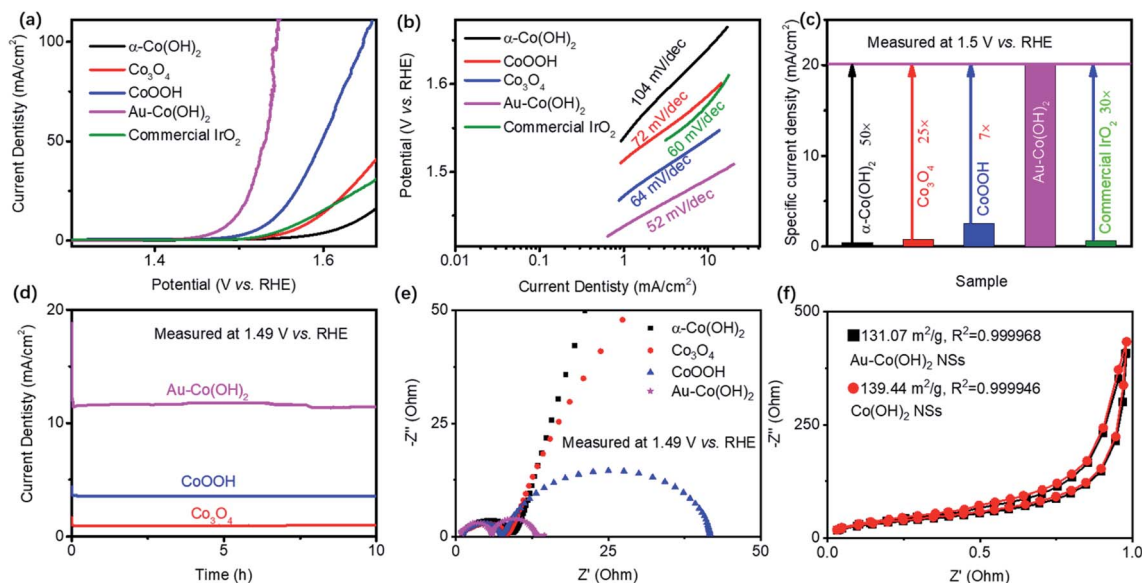 (a)
100
50
0
1.4
1.6
Current Dentisty (mA/cm²)
Potential (V vs. RHE)
α-Co(OH)₂
Co₃O₄
CoOOH
Au-Co(OH)₂
Commercial IrO₂
(b)
1.6
1.5
0.01
0.1
1
10
100
Potential (V vs. RHE)
Current Dentisty (mA/cm²)
α-Co(OH)₂
CoOOH
Co₃O₄
Au-Co(OH)₂
Commercial IrO₂
104 mV/dec
72 mV/dec
60 mV/dec
64 mV/dec
52 mV/dec
(c)
Measured at 1.5 V vs. RHE
25
20
15
10
5
0
Specific current density (mA/cm²)
Sample
α-Co(OH)₂ 50×
Co₃O₄ 25×
CoOOH 7×
Au-Co(OH)₂
Commercial IrO₂ 30×
(d)
Measured at 1.49 V vs. RHE
20
10
0
0
5
10
Current Dentisty (mA/cm²)
Time (h)
Au-Co(OH)₂
CoOOH
Co₃O₄
(e)
50
25
0
0
25
50
-Z'' (Ohm)
Z' (Ohm)
α-Co(OH)₂
Co₃O₄
CoOOH
Au-Co(OH)₂
Measured at 1.49 V vs. RHE
(f)
500
250
0
0.0
0.5
1.0
-Z'' (Ohm)
Z' (Ohm)
131.07 m²/g, R²=0.999968
Au-Co(OH)₂ NSs
139.44 m²/g, R²=0.999946
Co(OH)₂ NSs